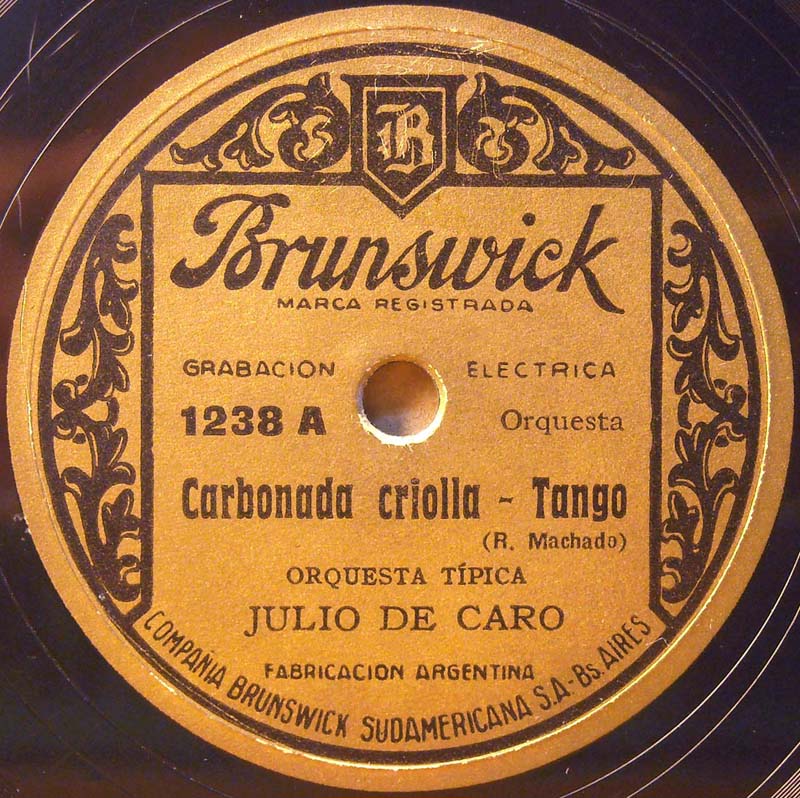 B
Brunswick
MARCA REGISTRADA
GRABACION ELECTRICA
1238 A Orquesta
Carbonada criolla - Tango
(R. Machado)
ORQUESTA TÍPICA
JULIO DE CARO
FABRICACION ARGENTINA
COMPAÑIA BRUNSWICK SUDAMERICANA S.A - Bs. AIRES